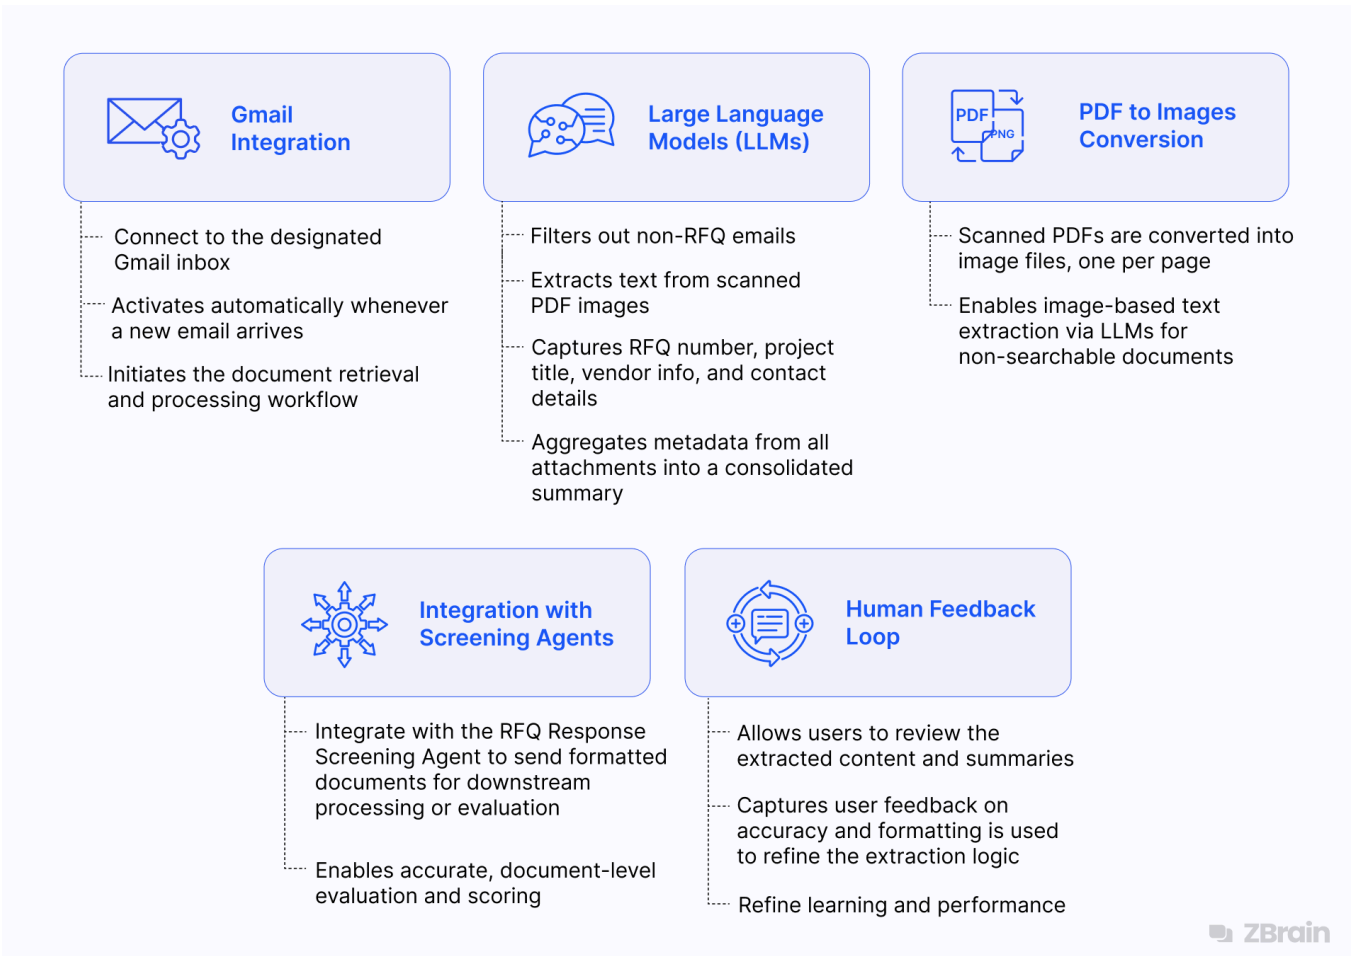 Gmail
Integration
Connect to the designated
Gmail inbox
Activates automatically whenever
a new email arrives
Initiates the document retrieval
and processing workflow
Large Language
Models (LLMs)
Filters out non-RFQ emails
Extracts text from scanned
PDF images
Captures RFQ number, project
title, vendor info, and contact
details
Aggregates metadata from all
attachments into a consolidated
summary
PDF
PNG
PDF to Images
Conversion
Scanned PDFs are converted into
image files, one per page
Enables image-based text
extraction via LLMs for
non-searchable documents
Integration with
Screening Agents
Integrate with the RFQ Response
Screening Agent to send formatted
documents for downstream
processing or evaluation
Enables accurate, document-level
evaluation and scoring
Human Feedback
Loop
Allows users to review the
extracted content and summaries
Captures user feedback on
accuracy and formatting is used
to refine the extraction logic
Refine learning and performance
ZBrain